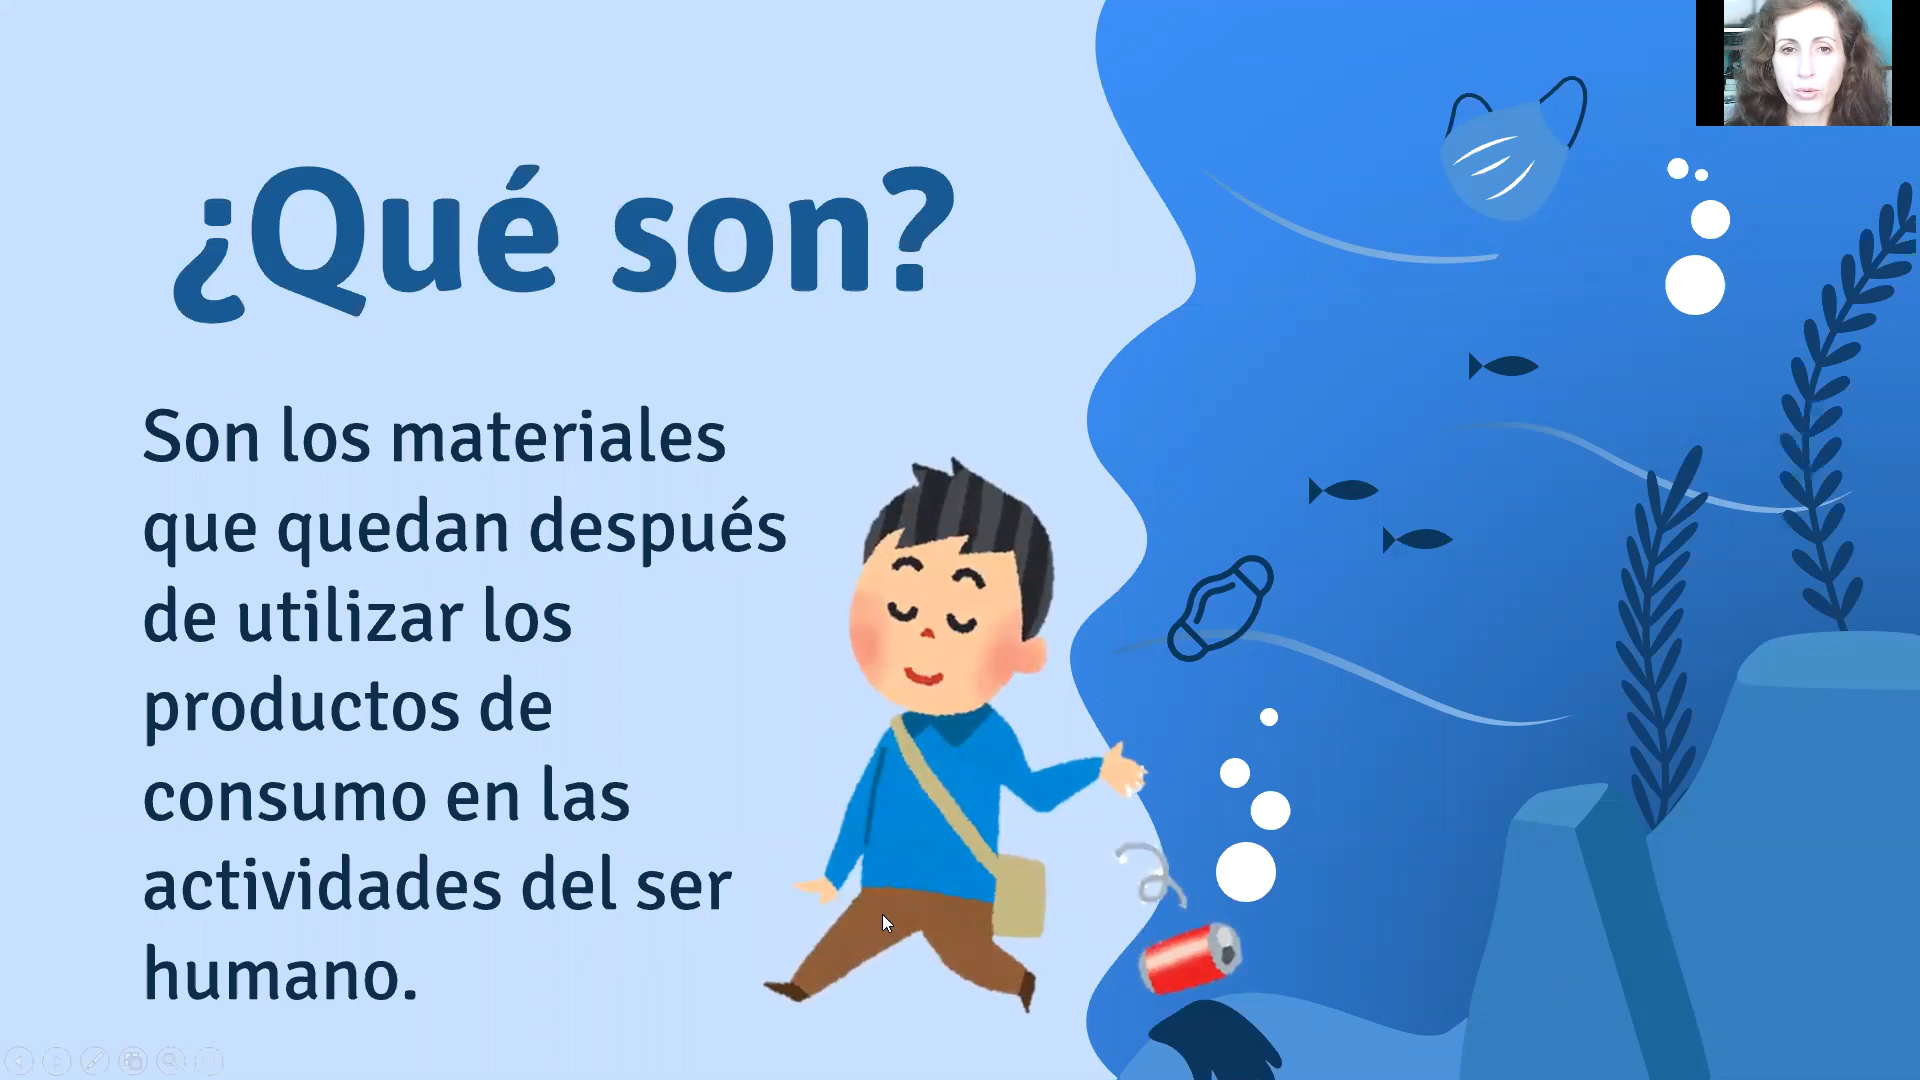 ¿Qué son?
Son los materiales
que quedan después
de utilizar los
productos de
consumo en las
actividades del ser
humano.